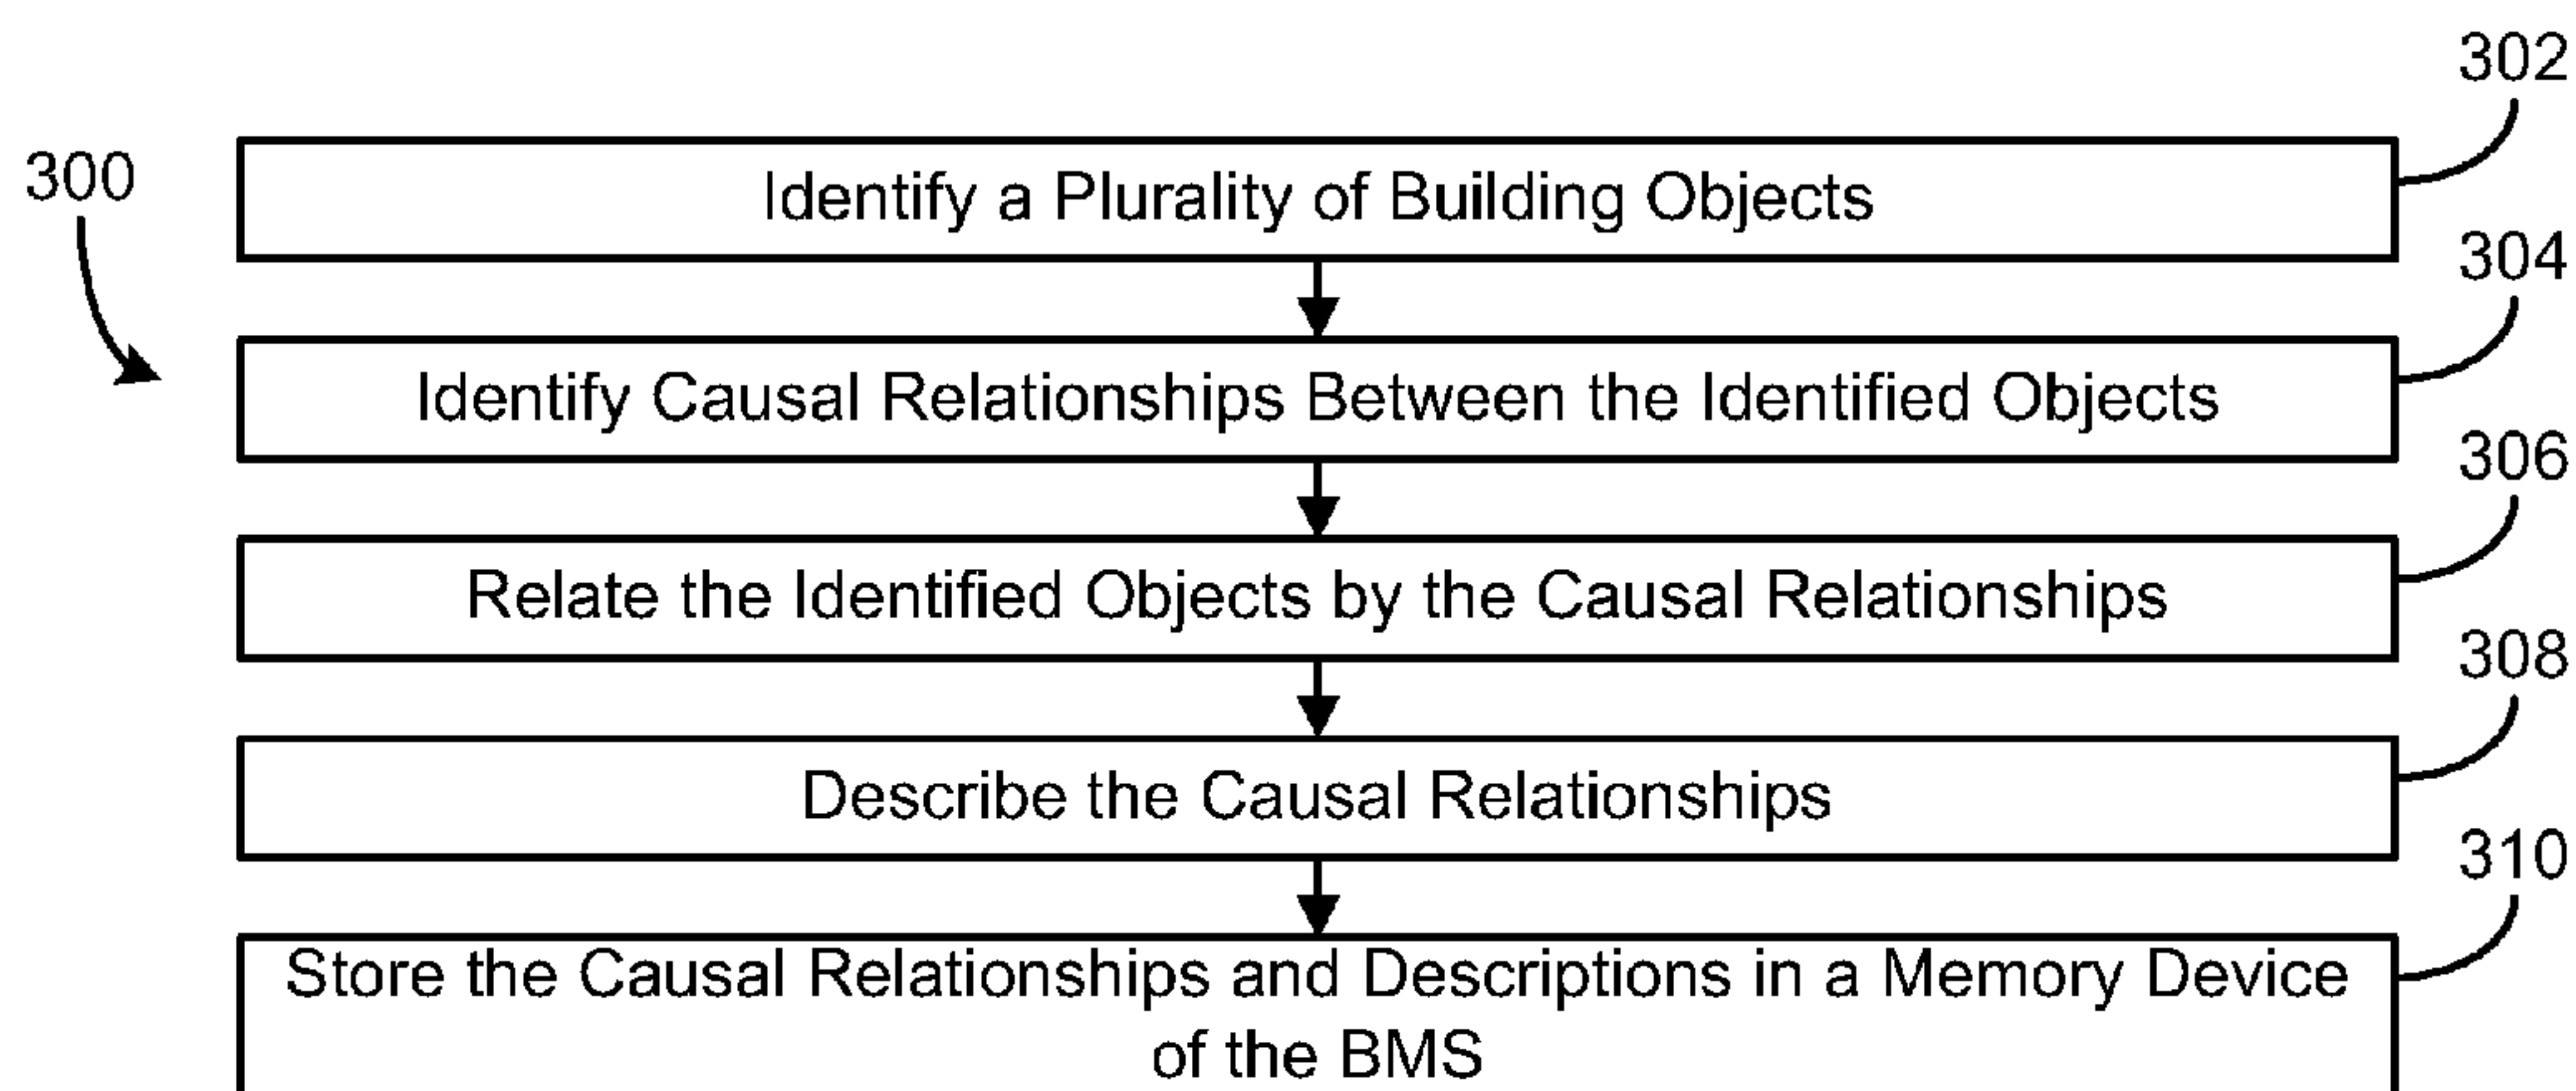 302
300
Identify a Plurality of Building Objects
304
Identify Causal Relationships Between the Identified Objects
306
Relate the Identified Objects by the Causal Relationships
308
Describe the Causal Relationships
310
Store the Causal Relationships and Descriptions in a Memory Device
of the BMS